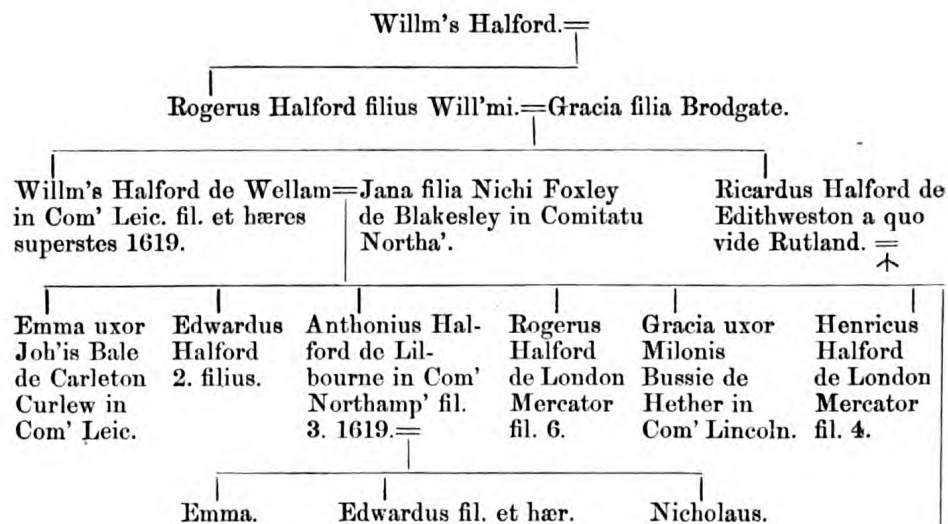 Willm's Halford.=
Rogerus Halford filius Will'mi.=Gracia filia Brodgate.
Willm's Halford de Wellam=Jana filia Nichi Foxley
in Com' Leic. fil. et hæres
superstes 1619.
de Blakesley in Comitatu
Northa'.
Ricardus Halford de
Edithweston a quo
vide Rutland. =
Emma uxor
Joh'is Bale
de Carleton
Curlew in
Com' Leic.
Edwardus
Halford
2. filius.
Anthonius Hal-
ford de Lil-
bourne in Com'
Northamp' fil.
3. 1619.=
Rogerus
Halford
de London
Mercator
fil. 6.
Gracia uxor
Milonis
Bussie de
Hether in
Com' Lincoln.
Henricus
Halford
de London
Mercator
fil. 4.
Emma.
Edwardus fil. et hær.
Nicholaus.